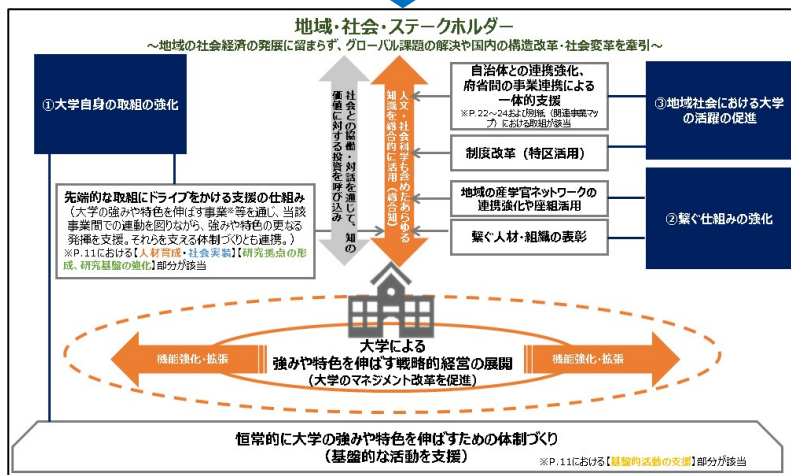 地域・社会・ステークホルダー
～地域の社会経済の発展に留まらず、グローバル課題の解決や国内の構造改革・社会変革を牽引～
①大学自身の取組の強化
社会との協働・対話を通じて、知の
価値に対する投資を呼び込み
人文・社会科学も含めたあらゆる
知識を総合的に活用（総合知）
自治体との連携強化、
府省間の事業連携による
一体的支援
※P.22～24および別紙（関連事業マッ
プ）における取組が該当
③地域社会における大学
の活躍の促進
制度改革（特区活用）
先端的な取組にドライブをかける支援の仕組み
（大学の強みや特色を伸ばす事業※等を通じ、当該
事業間での連動を図りながら、強みや特色の更なる
発揮を支援。それらを支える体制づくりとも連携。）
※P.11における【人材育成・社会実装】【研究拠点の形
成、研究基盤の強化】部分が該当
地域の産学官ネットワークの
連携強化や座組活用
②繋ぐ仕組みの強化
繋ぐ人材・組織の表彰
大学による
強みや特色を伸ばす戦略的経営の展開
（大学のマネジメント改革を促進）
機能強化・拡張
機能強化・拡張
恒常的に大学の強みや特色を伸ばすための体制づくり
（基盤的な活動を支援）
※P.11における【基盤的活動の支援】部分が該当